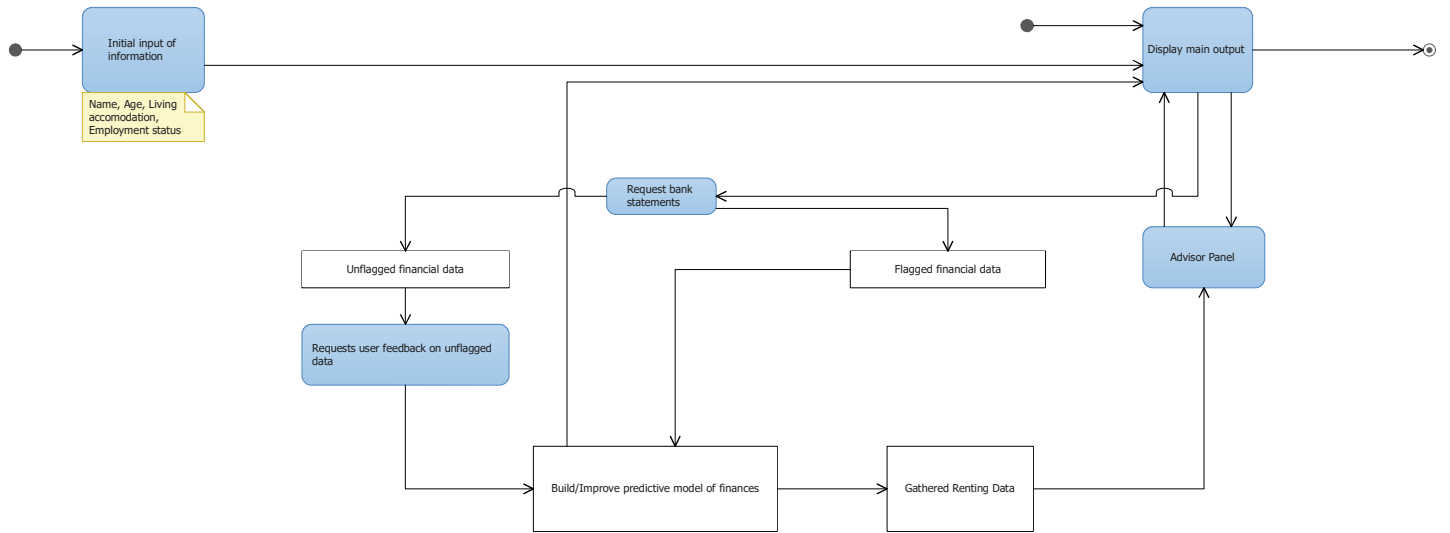 Initial input of
information
Display main output
Name, Age, Living
accomodation,
Employment status
Request bank
statements
Unflagged financial data
Flagged financial data
Advisor Panel
Requests user feedback on unflagged
data
Build/Improve predictive model of finances
Gathered Renting Data